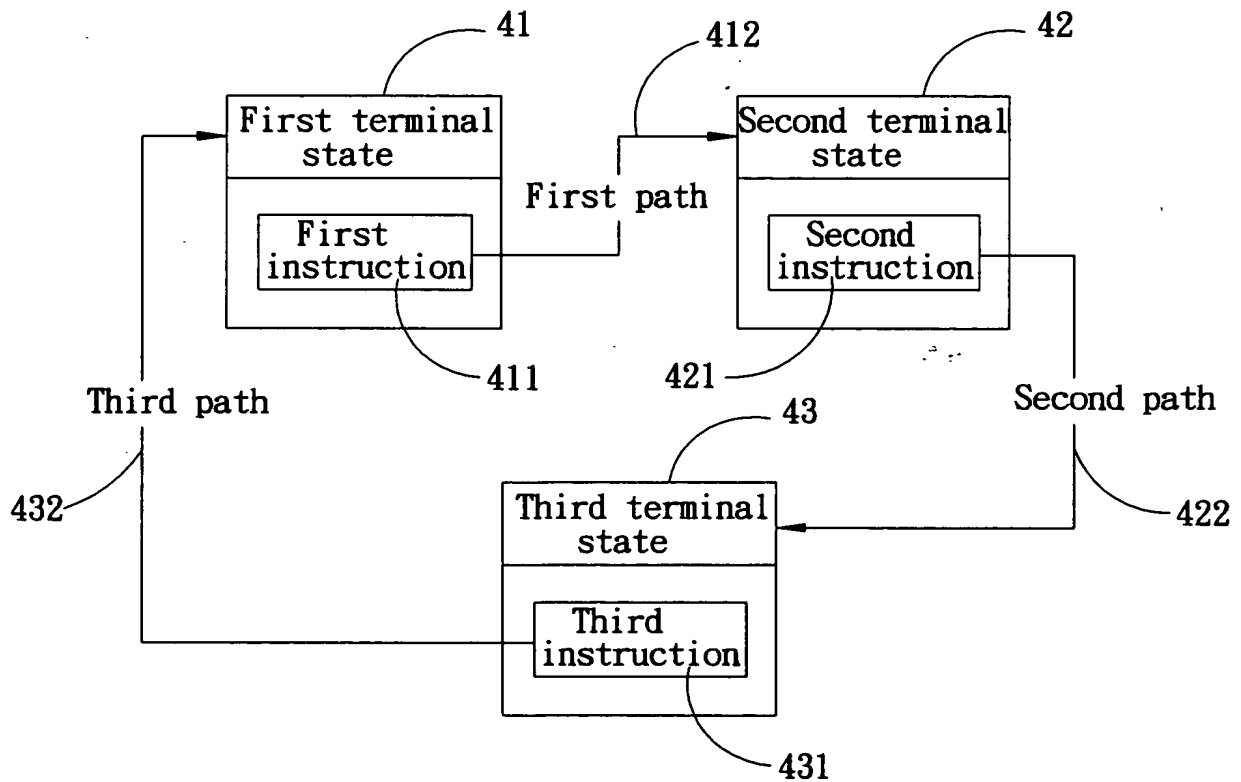 41
412
42
First terminal
state
Second terminal
state
First path
First
instruction
Second
instruction
411
421
Third path
Second path
43
432
422
Third terminal
state
Third
instruction
431